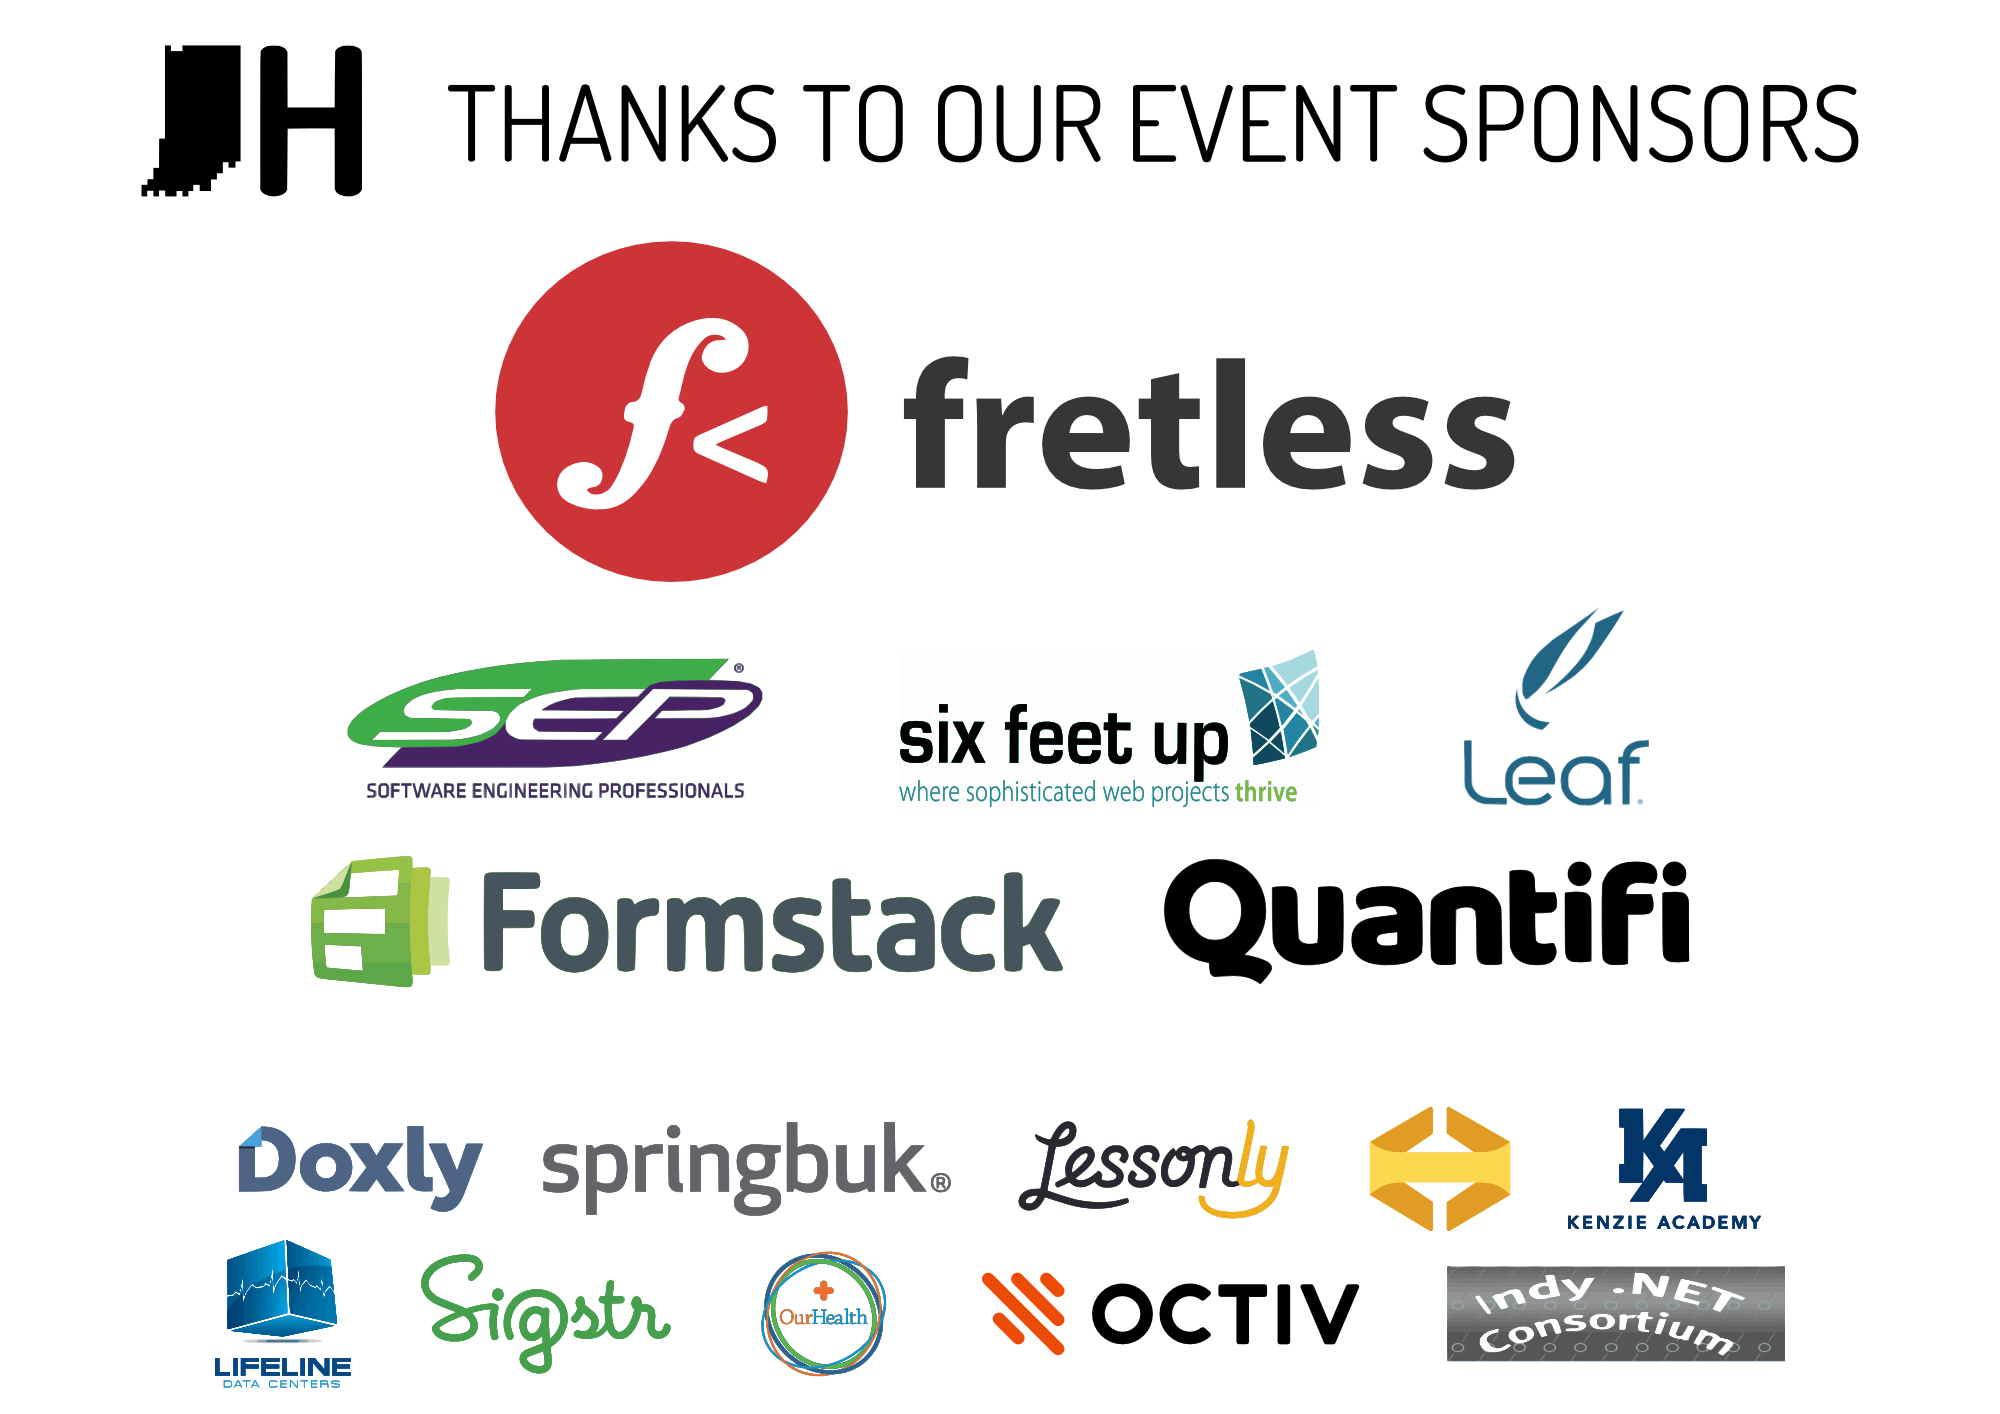 H THANKS TO OUR EVENT SPONSORS
f< fretless
SEP®
SOFTWARE ENGINEERING PROFESSIONALS
six feet up
where sophisticated web projects thrive
Leaf
Formstack
Quantifi
Doxly
springbuk®
Lessonly
KA
KENZIE ACADEMY
LIFELINE
DATA CENTERS
Sigstr
OurHealth
OCTIV
Indy .NET
Consortium